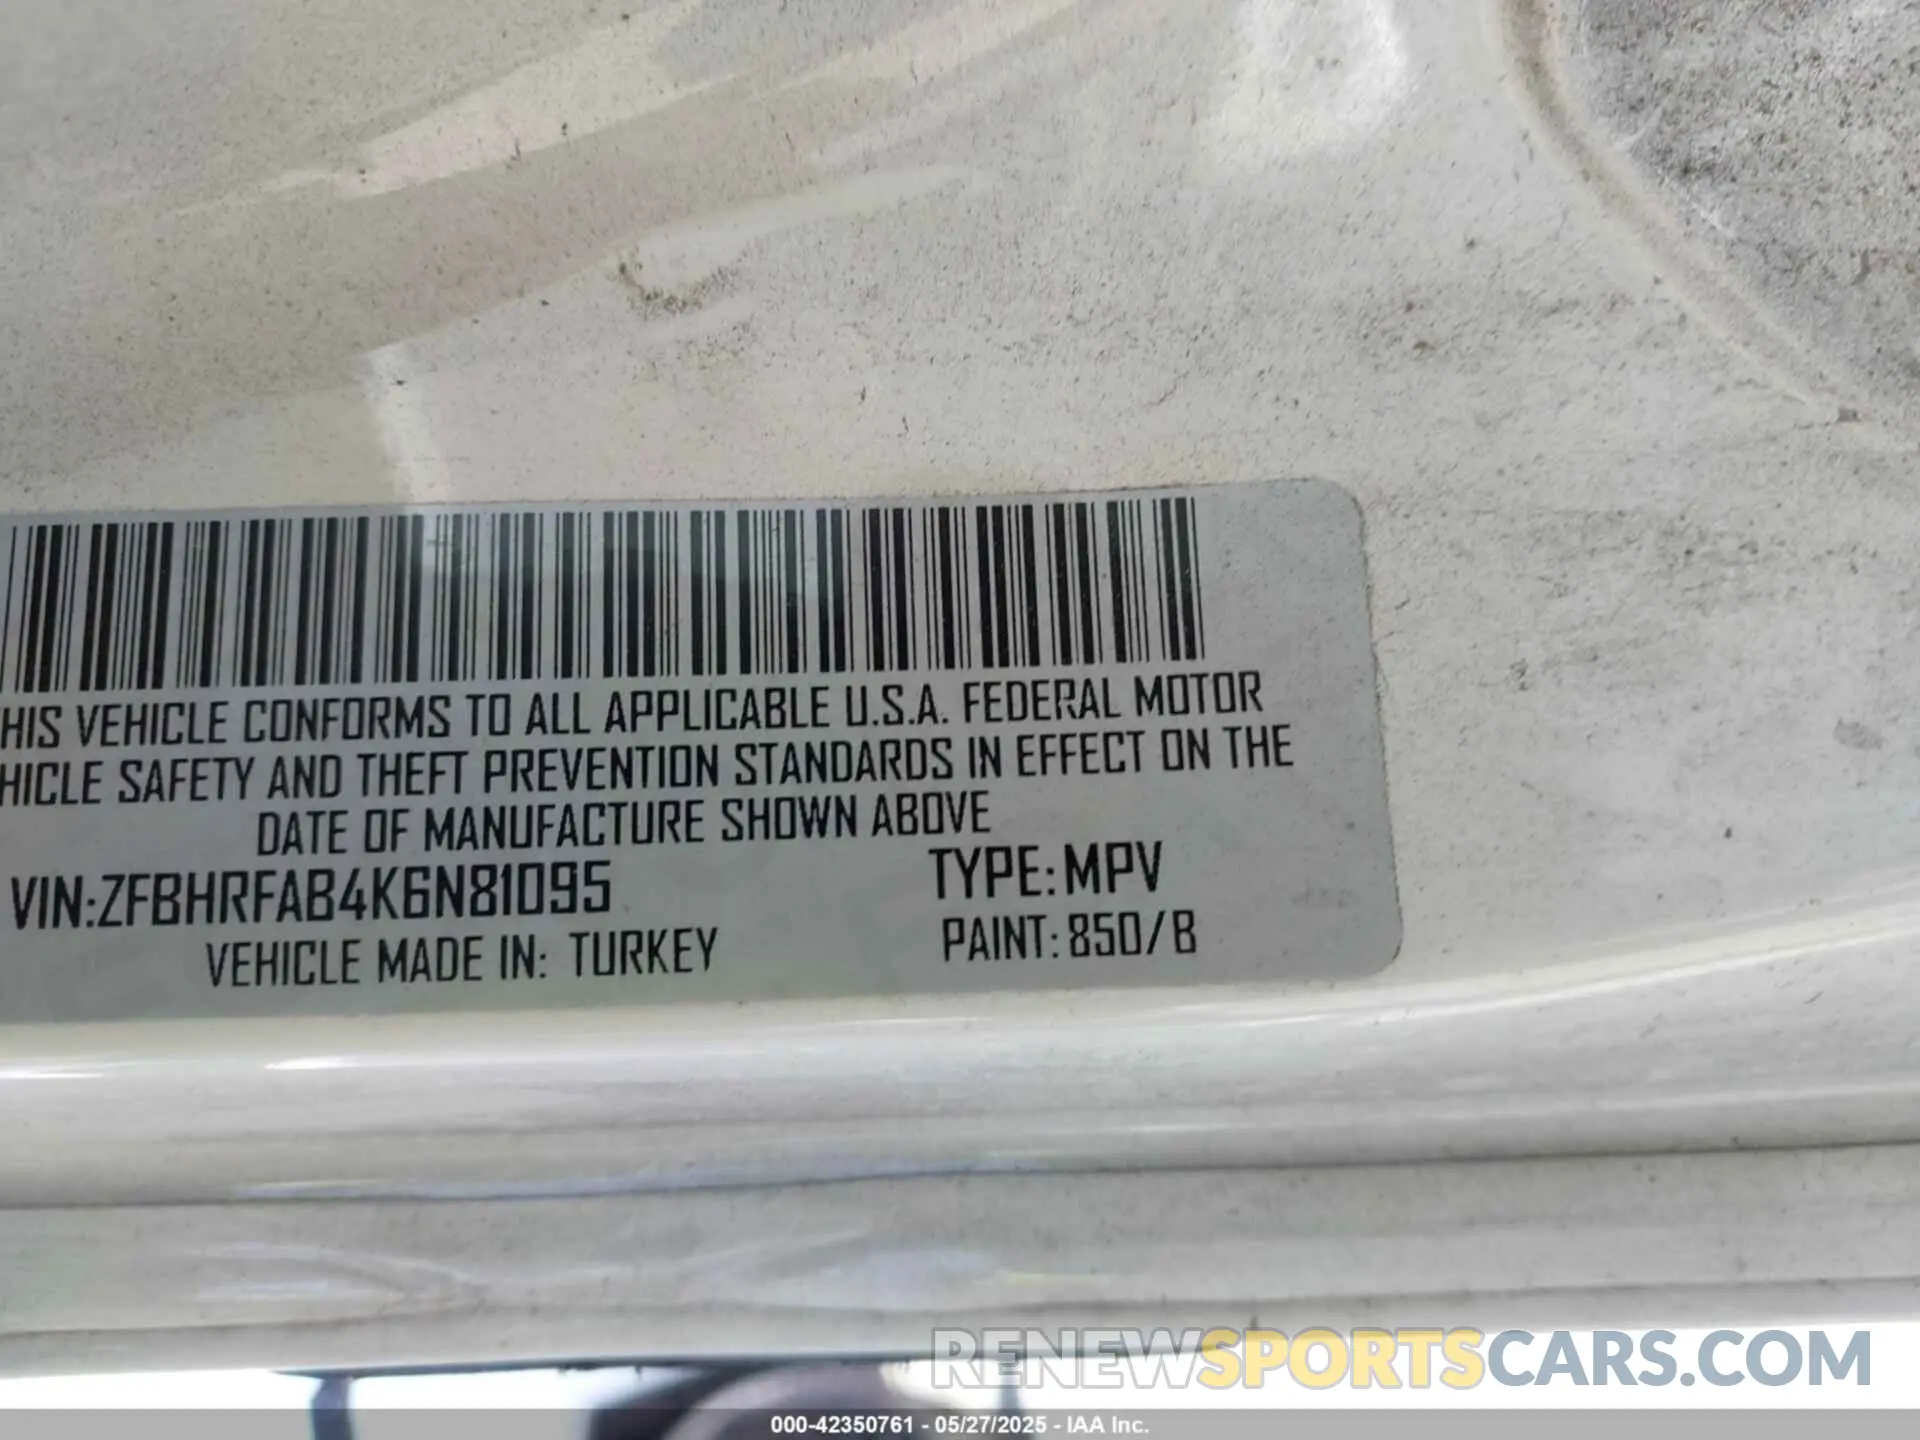 HIS VEHICLE CONFORMS TO ALL APPLICABLE U.S.A. FEDERAL MOTOR
HICLE SAFETY AND THEFT PREVENTION STANDARDS IN EFFECT ON THE
DATE OF MANUFACTURE SHOWN ABOVE
VIN:ZFBHRFAB4K6N81095 TYPE:MPV
VEHICLE MADE IN: TURKEY PAINT:850/B
RENEWSPORTSCARS.COM
000-42350761 - 05/27/2025 - IAA Inc.